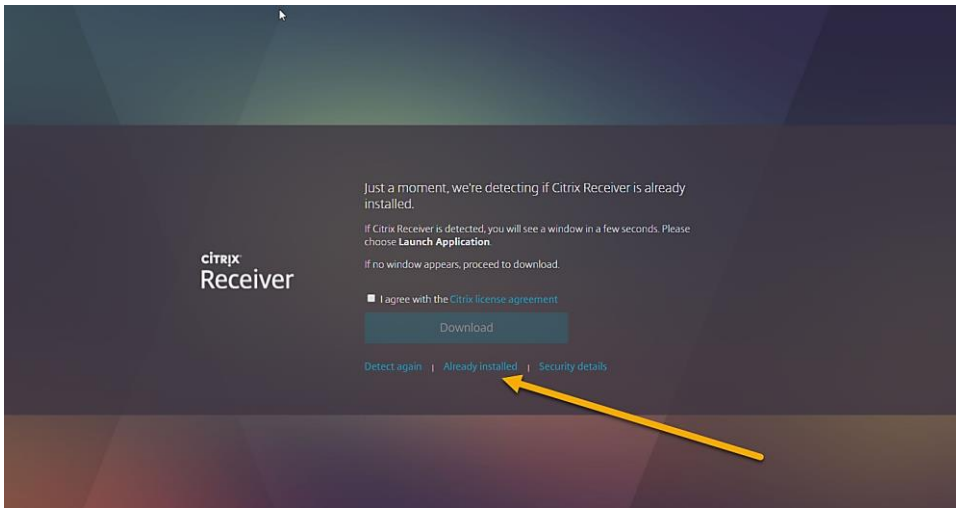 Just a moment, we're detecting if Citrix Receiver is already
installed.
If Citrix Receiver is detected, you will see a window in a few seconds. Please
choose Launch Application.
If no window appears, proceed to download.
CİTRIX
Receiver
I agree with the Citrix license agreement
Download
Detect again | Already installed | Security details